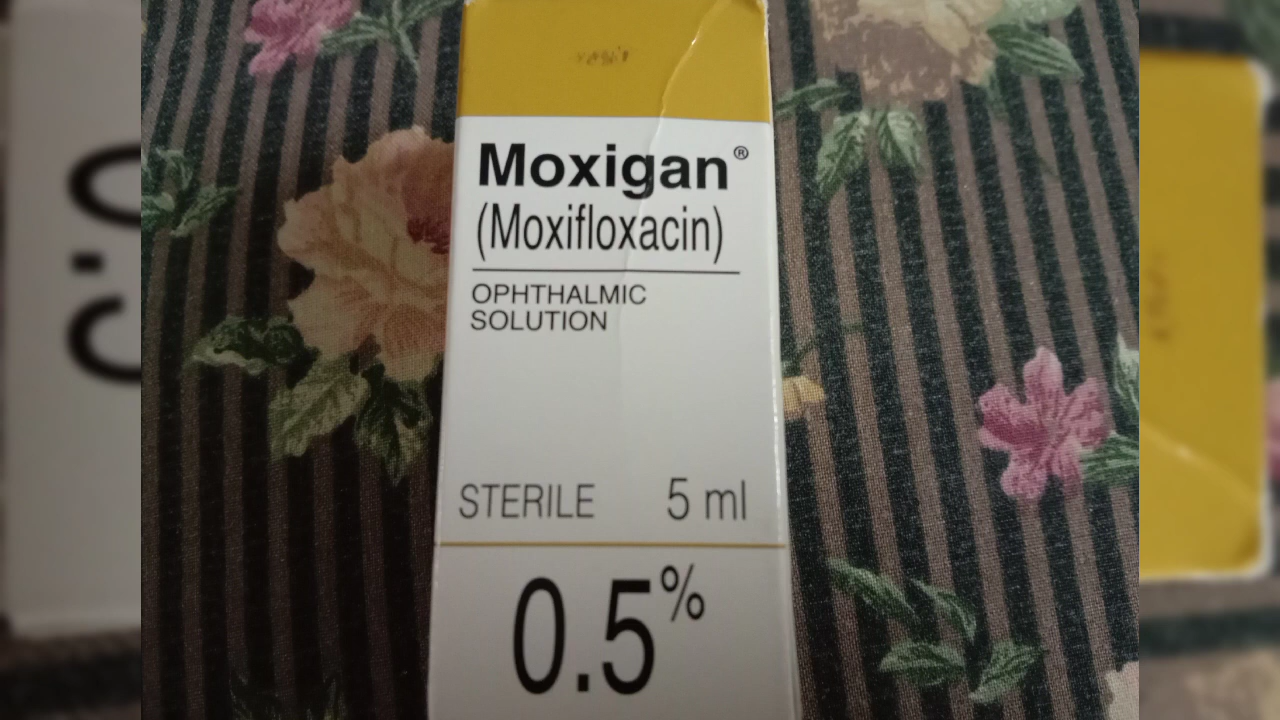 Moxigan®
(Moxifloxacin)
OPHTHALMIC
SOLUTION
STERILE 5 ml
0.5%